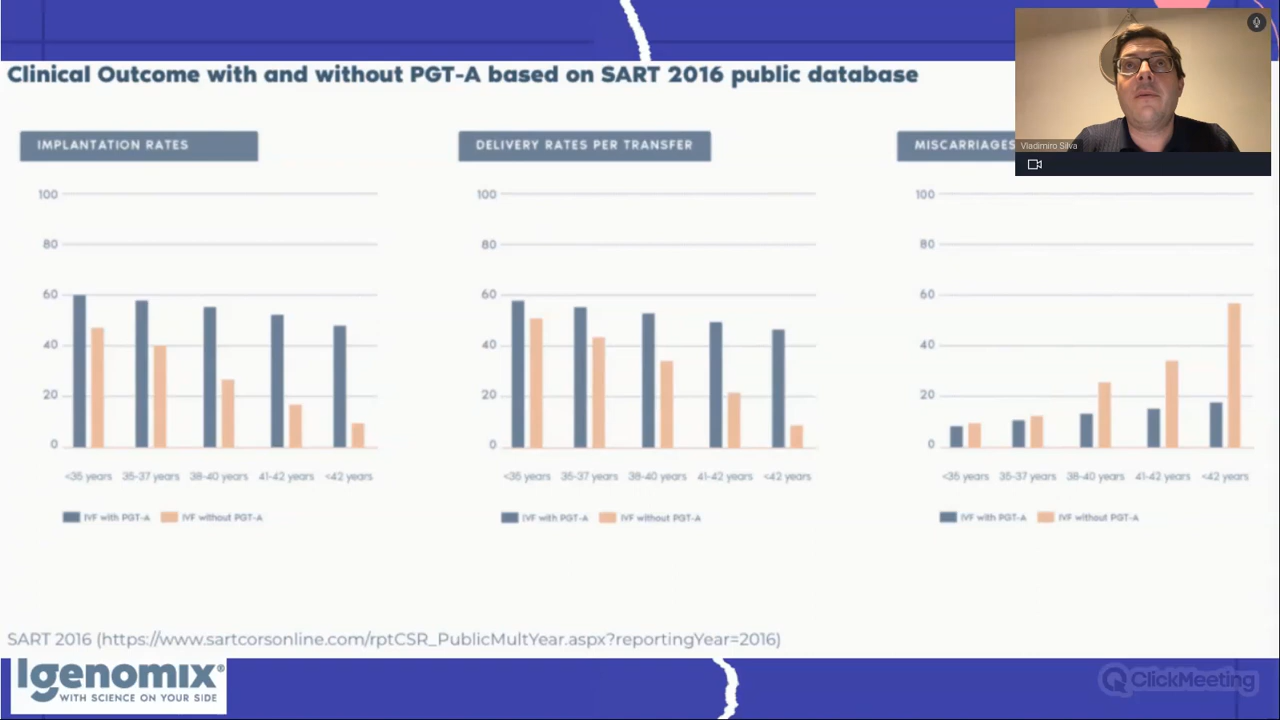 Clinical Outcome with and without PGT-A based on SART 2016 public database
Vladimiro Silva
IMPLANTATION RATES
100
80
60
40
20
0
<35 years 35-37 years 38-40 years 41-42 years <42 years
IVF with PGT-A IVF without PGT-A
DELIVERY RATES PER TRANSFER
100
80
60
40
20
0
<35 years 35-37 years 38-40 years 41-42 years <42 years
IVF with PGT-A IVF without PGT-A
MISCARRIAGES
100
80
60
40
20
0
<35 years 35-37 years 38-40 years 41-42 years <42 years
IVF with PGT-A IVF without PGT-A
SART 2016 (https://www.sartcorsonline.com/rptCSR_PublicMultYear.aspx?reportingYear=2016)
Igenomix®
WITH SCIENCE ON YOUR SIDE
ClickMeeting